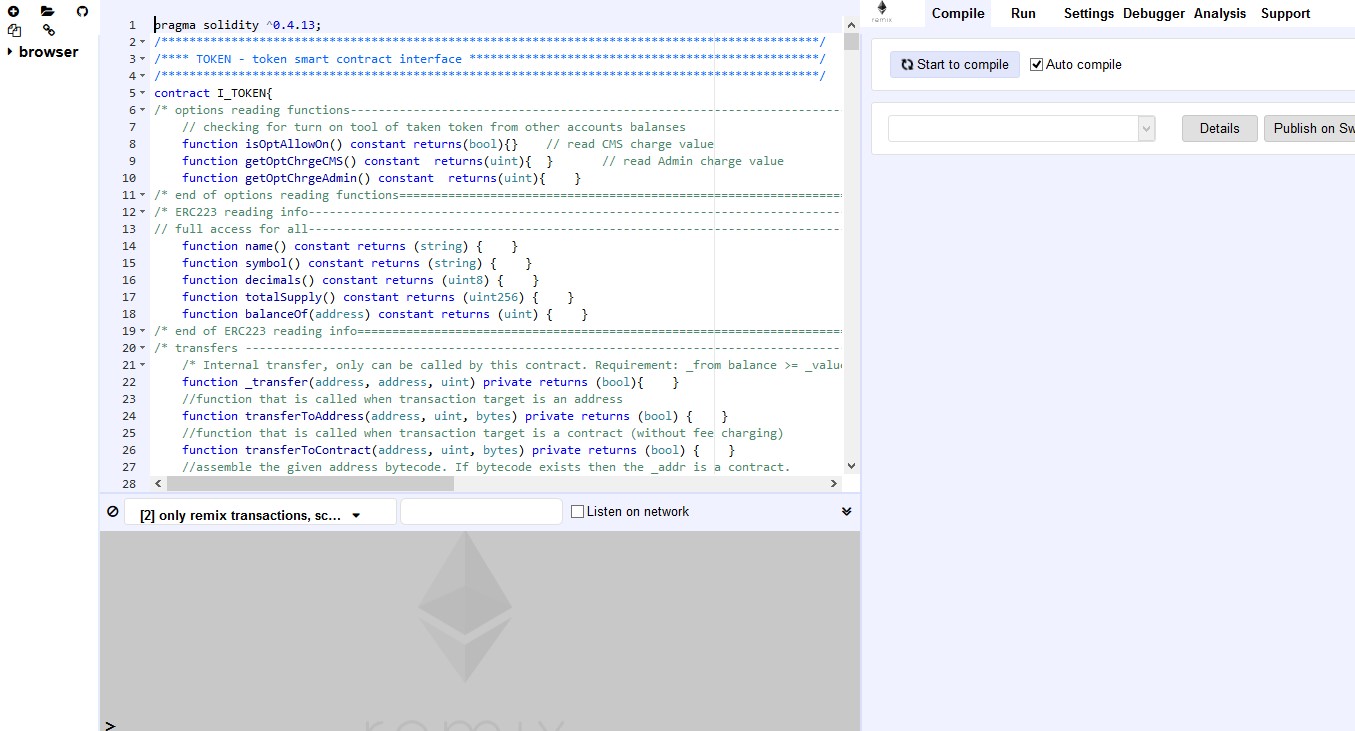 browser
1 pragma solidity ^0.4.13;
2 /**********************************************************************************************/
3 /**** TOKEN - token smart contract interface **************************************************/
4 /**********************************************************************************************/
5 contract I_TOKEN{
6 /* options reading functions----------------------------------------------------------------------
7 // checking for turn on tool of taken token from other accounts balanses
8 function isOptAllowOn() constant returns(bool){} // read CMS charge value
9 function getOptChrgeCMS() constant returns(uint){ } // read Admin charge value
10 function getOptChrgeAdmin() constant returns(uint){ }
11 /* end of options reading functions===============================================================
12 /* ERC223 reading info----------------------------------------------------------------------------
13 // full access for all----------------------------------------------------------------------------
14 function name() constant returns (string) { }
15 function symbol() constant returns (string) { }
16 function decimals() constant returns (uint8) { }
17 function totalSupply() constant returns (uint256) { }
18 function balanceOf(address) constant returns (uint) { }
19 /* end of ERC223 reading info=====================================================================
20 /* transfers -------------------------------------------------------------------------------------
21 /* Internal transfer, only can be called by this contract. Requirement: _from balance >= _value
22 function _transfer(address, address, uint) private returns (bool){ }
23 //function that is called when transaction target is an address
24 function transferToAddress(address, uint, bytes) private returns (bool) { }
25 //function that is called when transaction target is a contract (without fee charging)
26 function transferToContract(address, uint, bytes) private returns (bool) { }
27 //assemble the given address bytecode. If bytecode exists then the _addr is a contract.
28
[2] only remix transactions, sc...
Listen on network
remix
>
remix
Compile Run Settings Debugger Analysis Support
Start to compile Auto compile
Details Publish on Sw